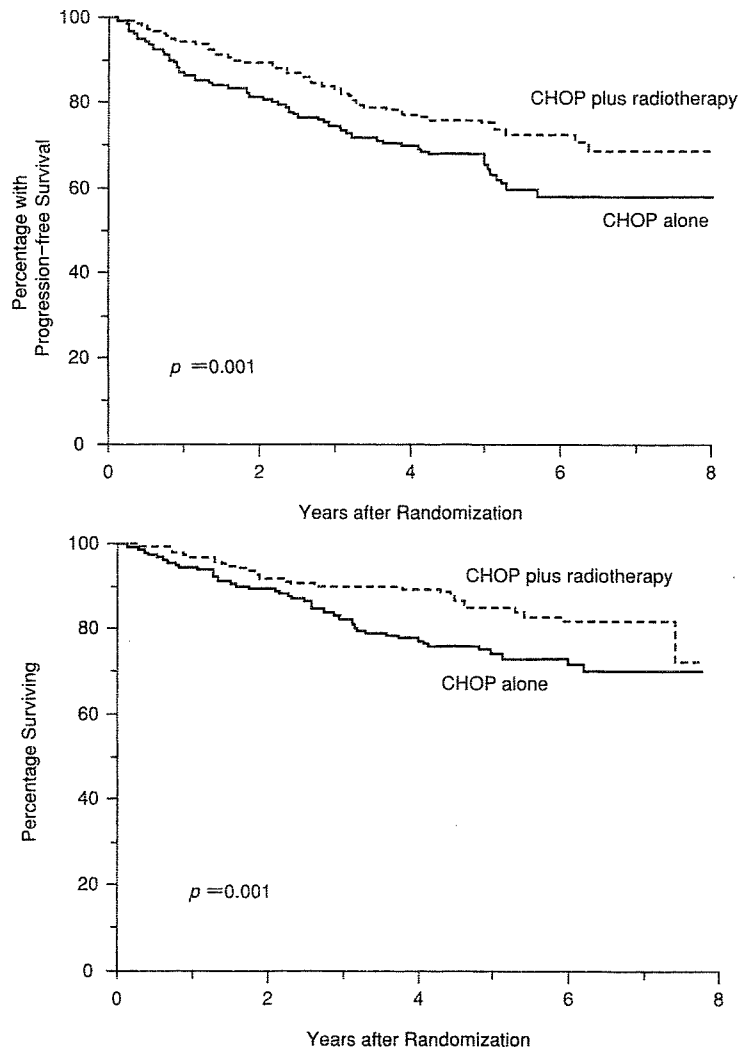 100
80
60
40
20
0
Percentage with
Progression-free Survival
CHOP plus radiotherapy
CHOP alone
p =0.001
0 2 4 6 8
Years after Randomization
100
80
60
40
20
0
Percentage Surviving
CHOP plus radiotherapy
CHOP alone
p =0.001
0 2 4 6 8
Years after Randomization